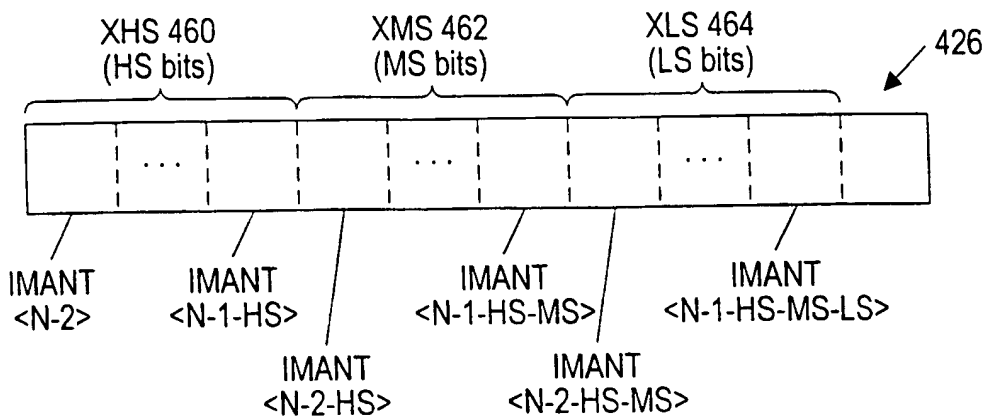 XHS 460
(HS bits)
XMS 462
(MS bits)
XLS 464
(LS bits)
426
... ... ...
IMANT
<N-2>
IMANT
<N-1-HS>
IMANT
<N-1-HS-MS>
IMANT
<N-1-HS-MS-LS>
IMANT
<N-2-HS>
IMANT
<N-2-HS-MS>